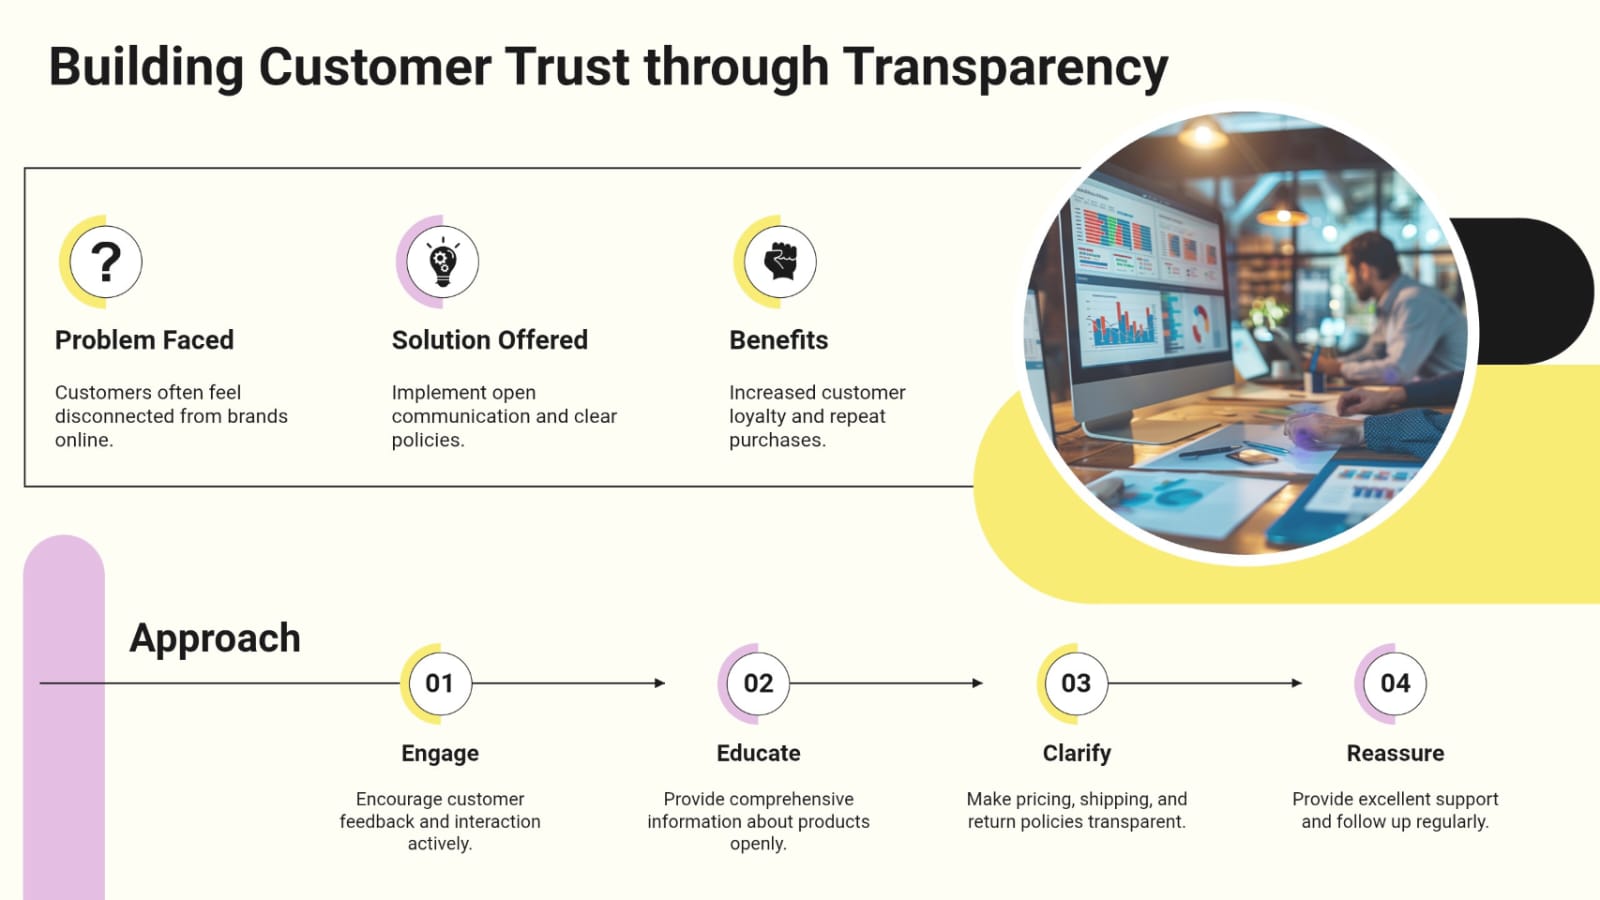 Building Customer Trust through Transparency
Problem Faced
Customers often feel
disconnected from brands
online.
Solution Offered
Implement open
communication and clear
policies.
Benefits
Increased customer
loyalty and repeat
purchases.
Approach
01
Engage
Encourage customer
feedback and interaction
actively.
02
Educate
Provide comprehensive
information about products
openly.
03
Clarify
Make pricing, shipping, and
return policies transparent.
04
Reassure
Provide excellent support
and follow up regularly.